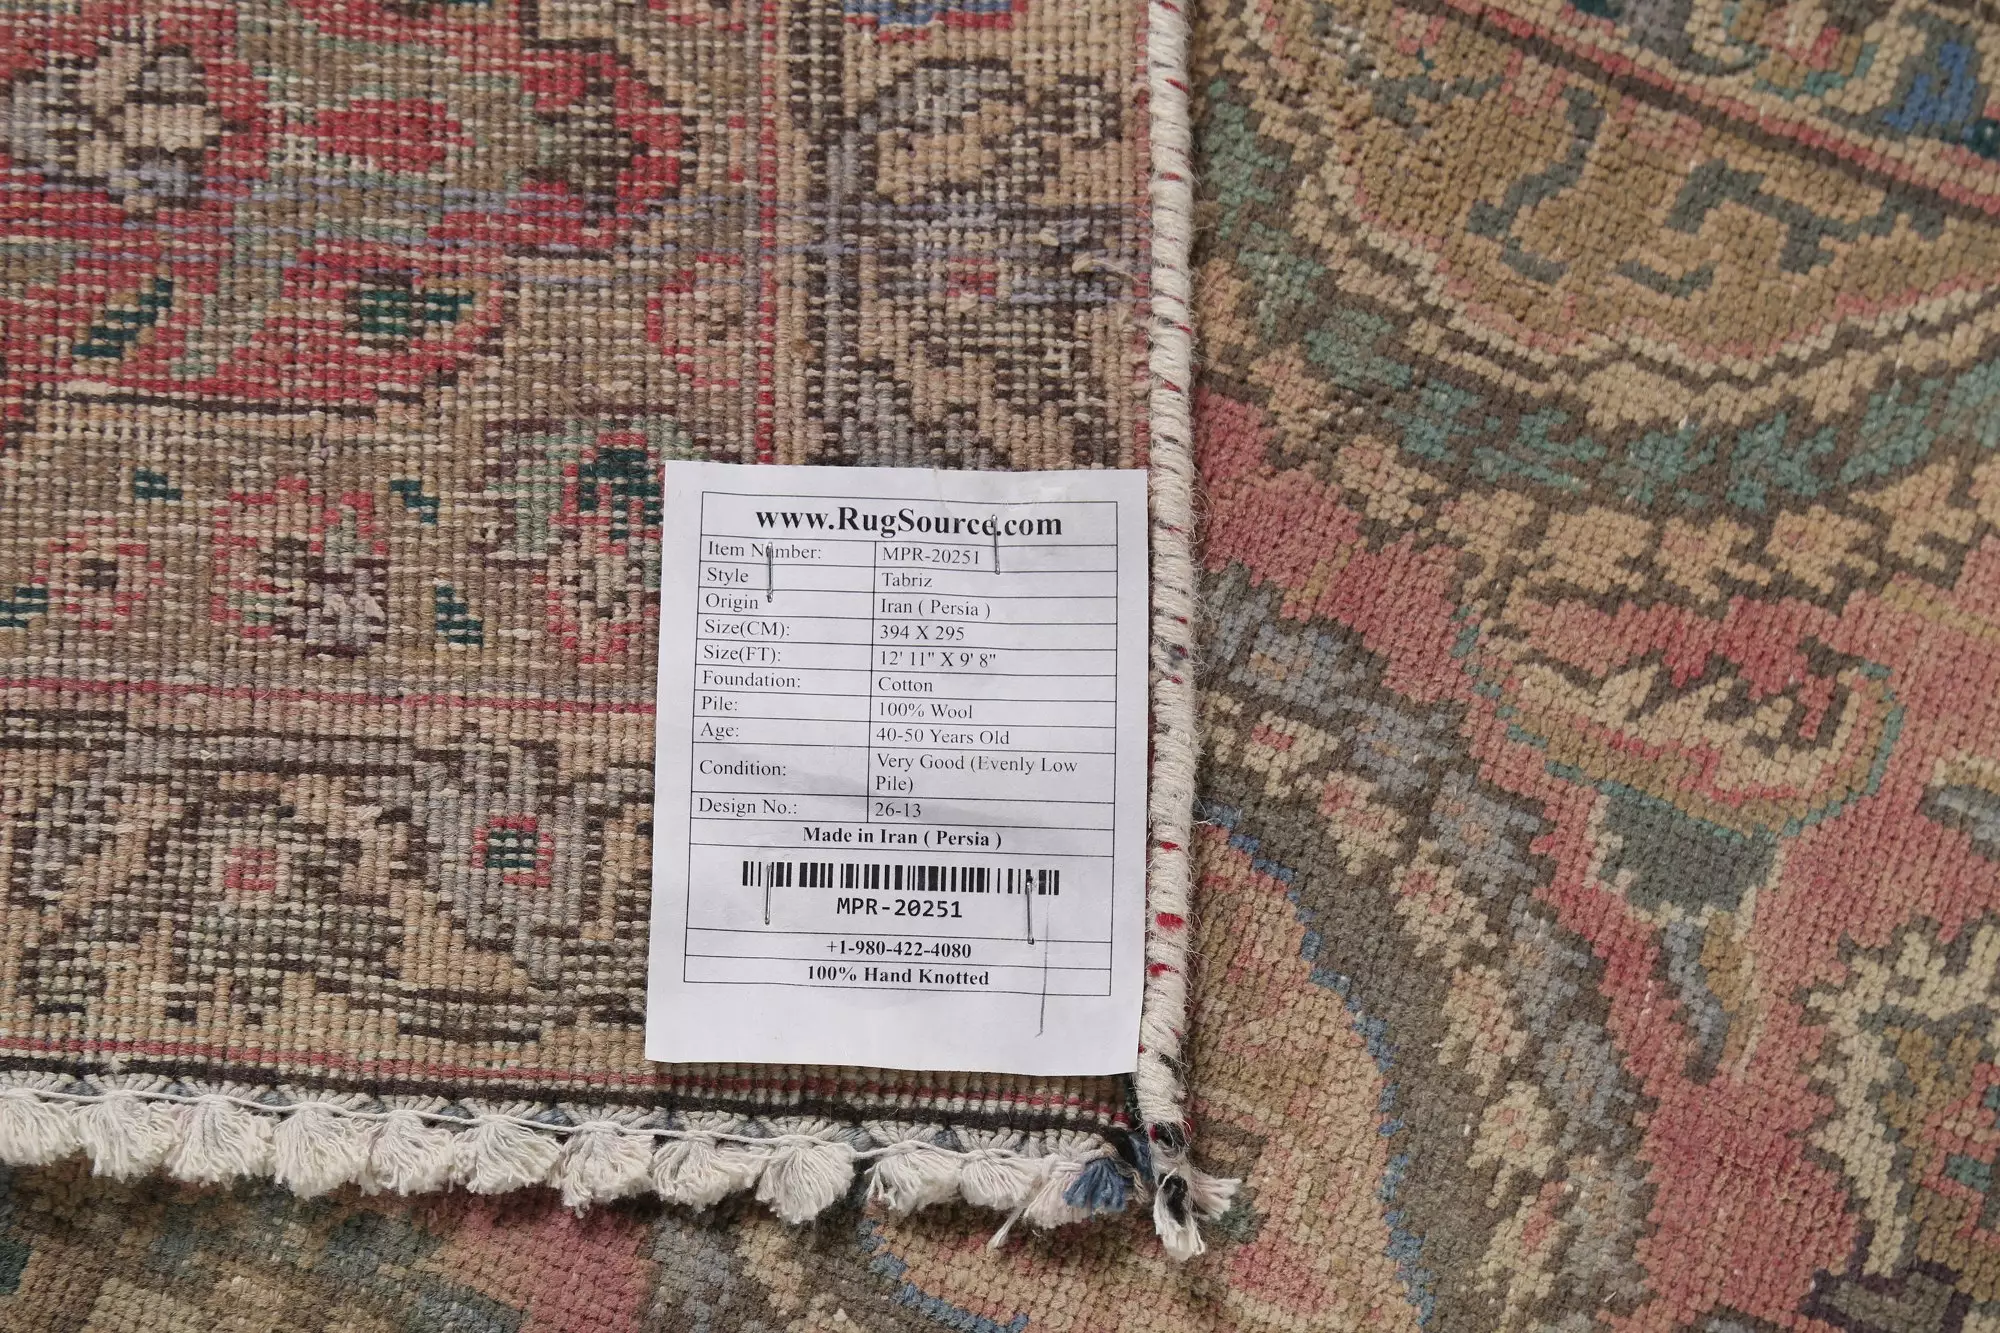 www.RugSource.com
Item Number: MPR-20251
Style Tabriz
Origin Iran ( Persia )
Size(CM): 394 X 295
Size(FT): 12' 11" X 9' 8"
Foundation: Cotton
Pile: 100% Wool
Age: 40-50 Years Old
Condition: Very Good (Evenly Low
Pile)
Design No.: 26-13
Made in Iran ( Persia )
MPR-20251
+1-980-422-4080
100% Hand Knotted